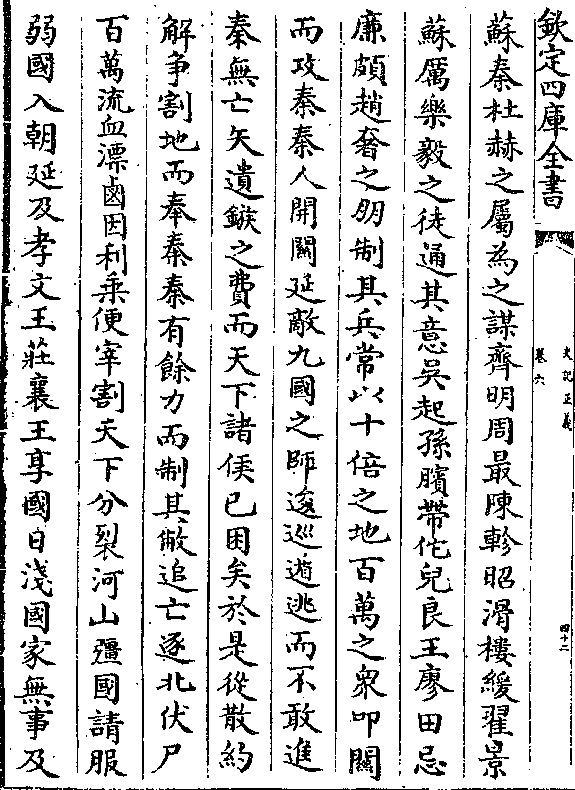 欽定四庫全書
史記正義
卷六
四十二
蘇秦杜赫之屬為之謀齊明周最陳軫昭滑樓緩翟景
蘇厲樂毅之徒通其意吳起孫臏帶佗兒良王廖田忌
廉頗趙奢之朋制其兵常以十倍之地百萬之衆叩關
而攻秦秦人開關延敵九國之師逡巡遁逃而不敢進
秦無亡矢遺鏃之費而天下諸侯已困矣於是從散約
解争割地而奉秦秦有餘力而制其敝追亡逐北伏尸
百萬流血漂鹵因利乗便宰割天下分裂河山彊國請服
弱國入朝延及孝文王莊襄王享國日淺國家無事及